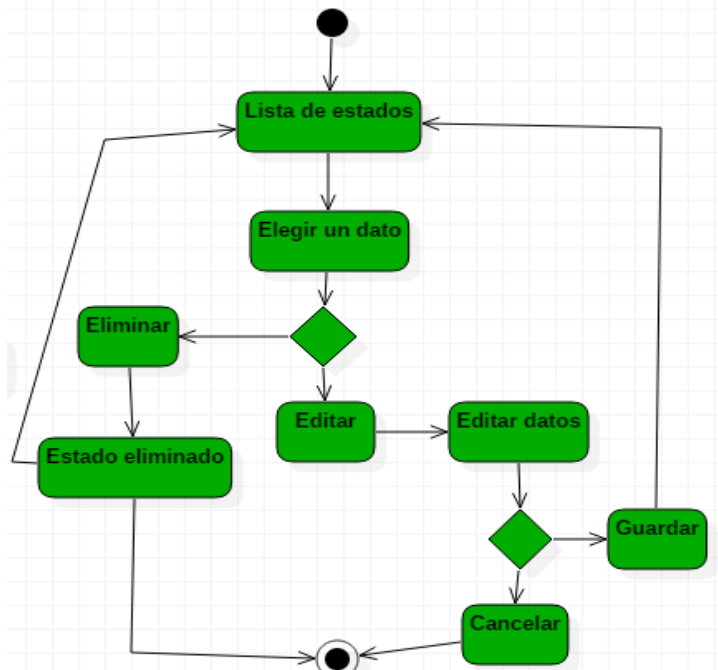 Lista de estados
Elegir un dato
Eliminar
Editar
Editar datos
Estado eliminado
Guardar
Cancelar